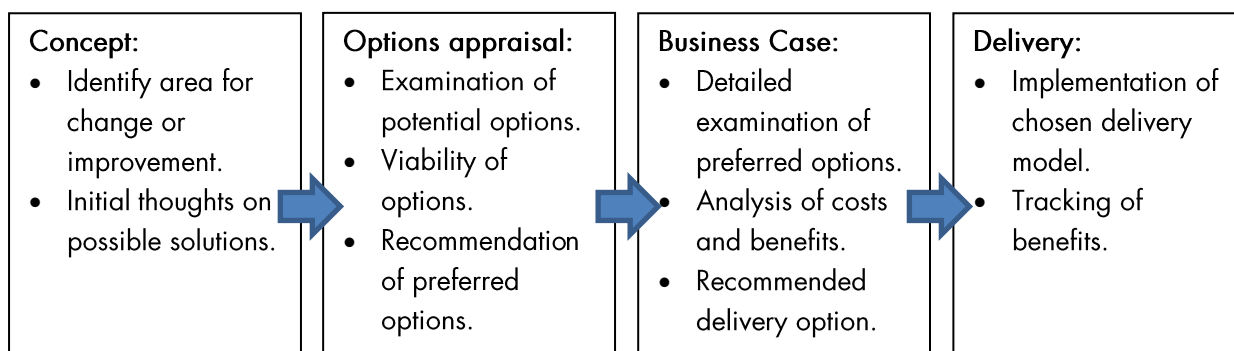 Concept:
• Identify area for
change or
improvement.
• Initial thoughts on
possible solutions.
Options appraisal:
• Examination of
potential options.
• Viability of
options.
• Recommendation
of preferred
options.
Business Case:
• Detailed
examination of
preferred options.
• Analysis of costs
and benefits.
• Recommended
delivery option.
Delivery:
• Implementation of
chosen delivery
model.
• Tracking of
benefits.